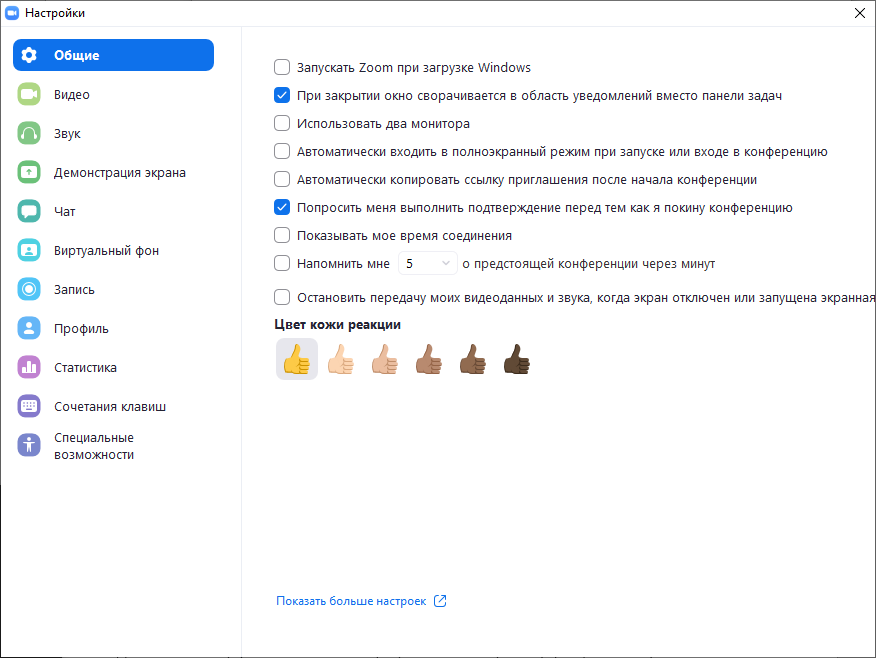 Настройки
Общие
Видео
Звук
Демонстрация экрана
Чат
Виртуальный фон
Запись
Профиль
Статистика
Сочетания клавиш
Специальные
возможности
Запускать Zoom при загрузке Windows
При закрытии окно сворачивается в область уведомлений вместо панели задач
Использовать два монитора
Автоматически входить в полноэкранный режим при запуске или входе в конференцию
Автоматически копировать ссылку приглашения после начала конференции
Попросить меня выполнить подтверждение перед тем как я покину конференцию
Показывать мое время соединения
Напомнить мне 5 о предстоящей конференции через минут
Остановить передачу моих видеоданных и звука, когда экран отключен или запущена экранная
Цвет кожи реакции
Показать больше настроек